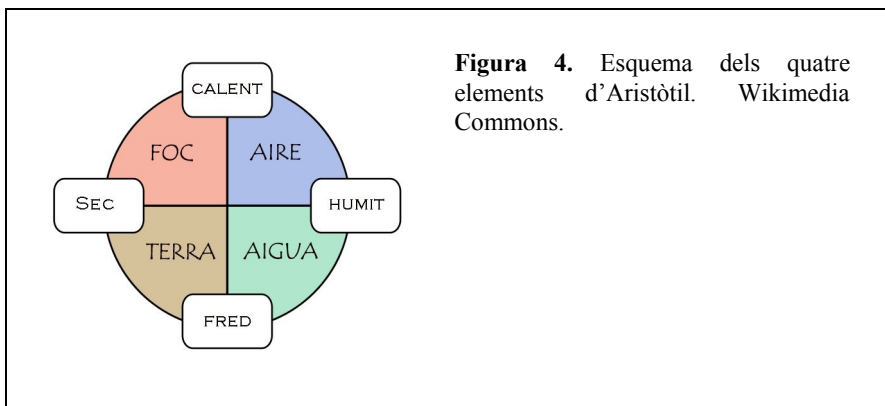 CALENT
FOC AIRE
SEC HUMIT
TERRA AIGUA
FRED
Figura 4. Esquema dels quatre
elements d’Aristòtil. Wikimedia
Commons.